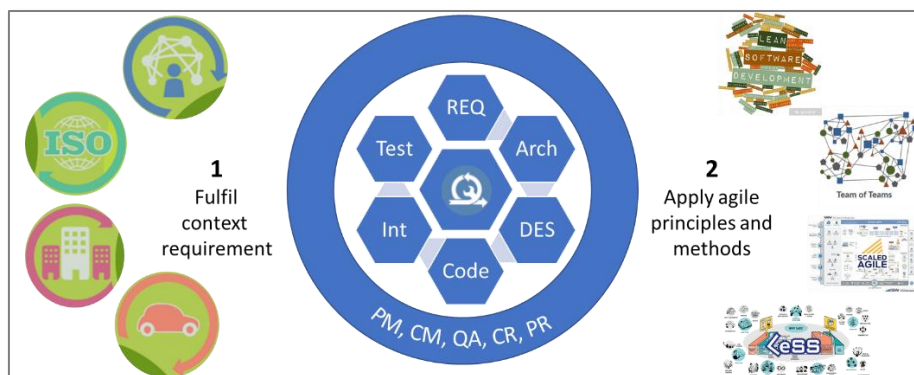 ISO
1
Fulfil
context
requirement
REQ
Test
Arch
Int
DES
Code
PM, CM, QA, CR, PR
2
Apply agile
principles and
methods
LEAN
SOFTWARE
DEVELOPMENT
Team of Teams
SCALED
AGILE
LeSS